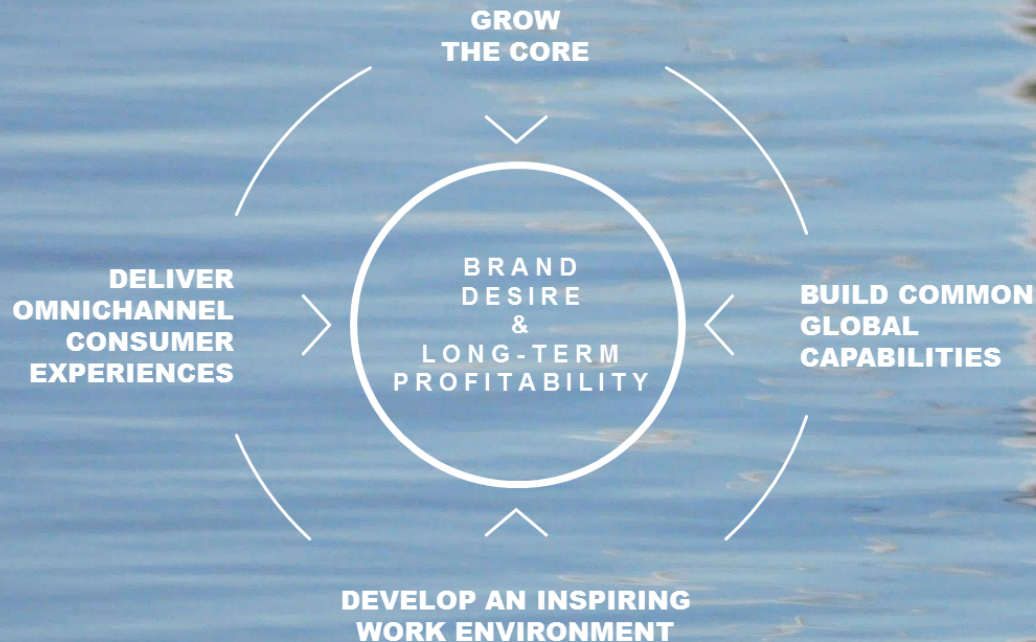 GROW
THE CORE
DELIVER
OMNICHANNEL
CONSUMER
EXPERIENCES
BRAND
DESIRE
&
LONG-TERM
PROFITABILITY
BUILD COMMON
GLOBAL
CAPABILITIES
DEVELOP AN INSPIRING
WORK ENVIRONMENT